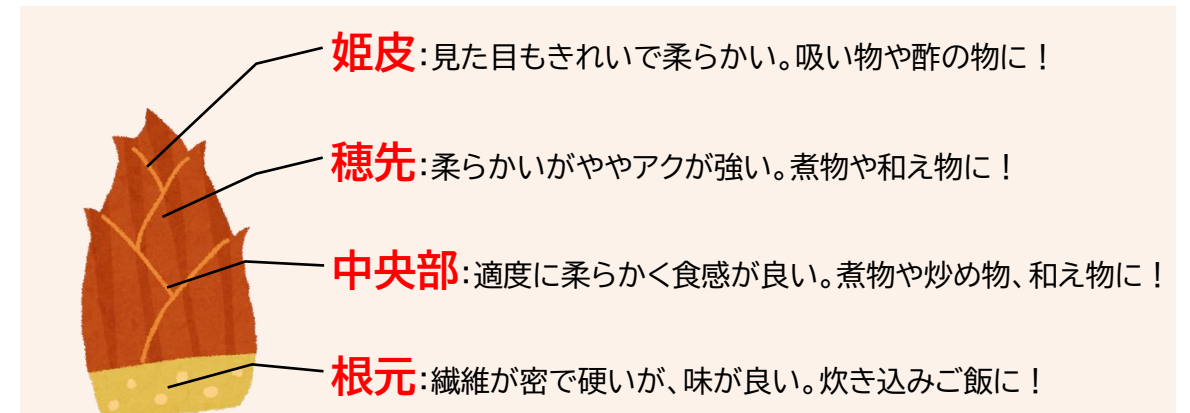 姫皮：見た目もきれいで柔らかい。吸い物や酢の物に！
穂先：柔らかいがややアクが強い。煮物や和え物に！
中央部：適度に柔らかく食感が良い。煮物や炒め物、和え物に！
根元：繊維が密で硬いが、味が良い。炊き込みご飯に！